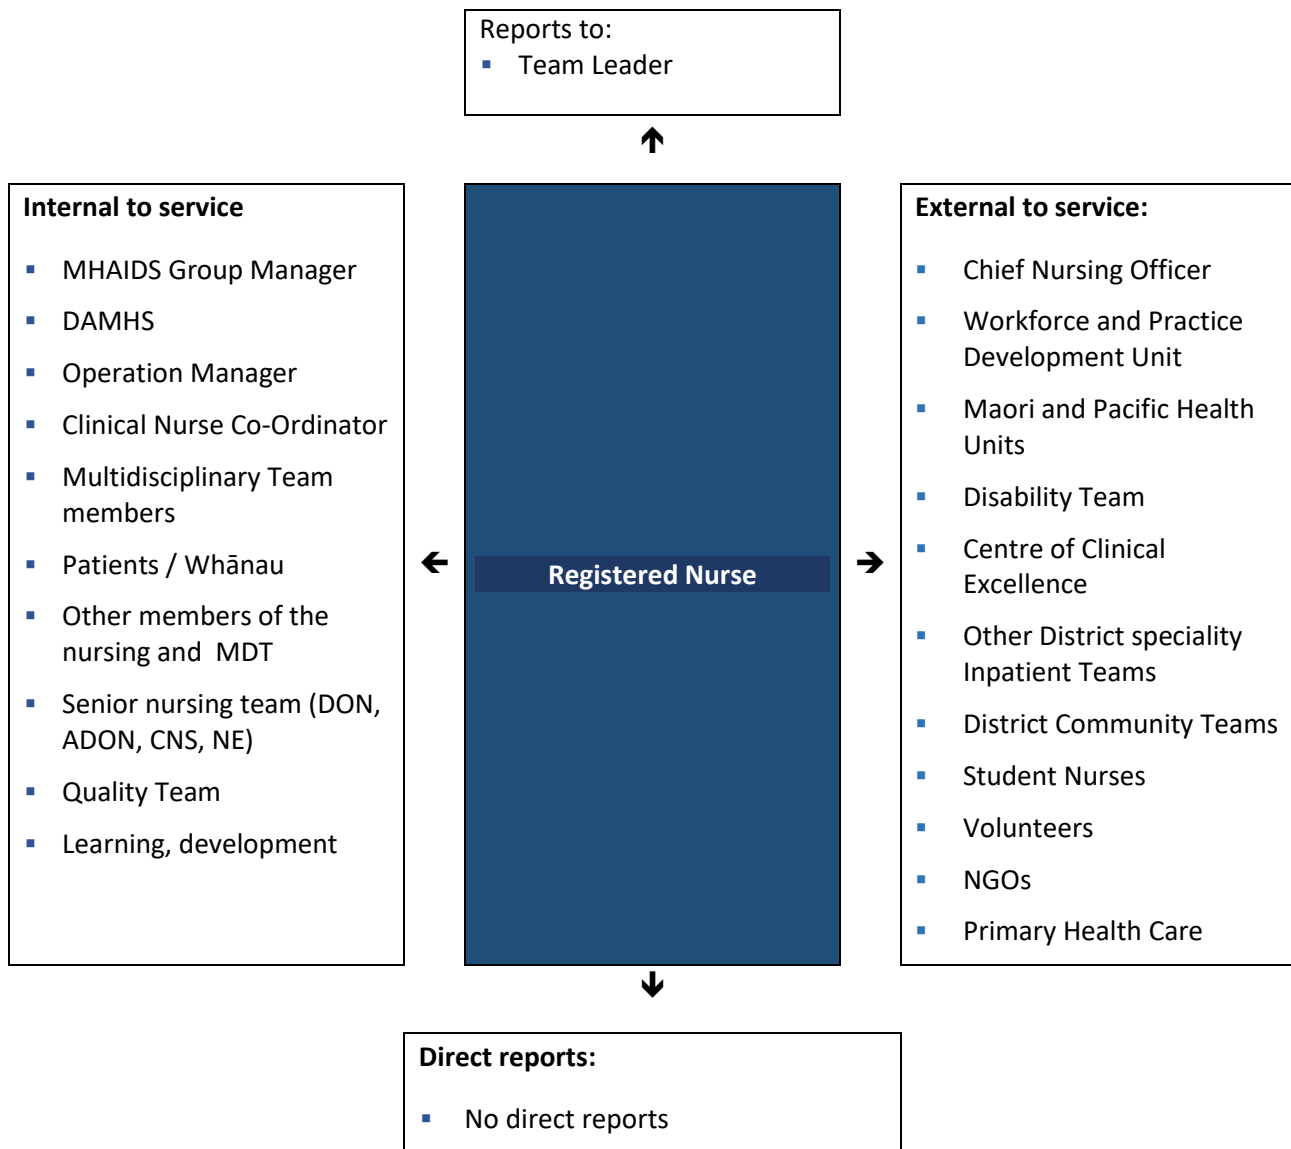 Reports to:
▪ Team Leader
Internal to service
▪ MHAIDS Group Manager
▪ DAMHS
▪ Operation Manager
▪ Clinical Nurse Co-Ordinator
▪ Multidisciplinary Team
members
▪ Patients / Whānau
▪ Other members of the
nursing and  MDT
▪ Senior nursing team (DON,
ADON, CNS, NE)
▪ Quality Team
▪ Learning, development
Registered Nurse
External to service:
▪ Chief Nursing Officer
▪ Workforce and Practice
Development Unit
▪ Maori and Pacific Health
Units
▪ Disability Team
▪ Centre of Clinical
Excellence
▪ Other District speciality
Inpatient Teams
▪ District Community Teams
▪ Student Nurses
▪ Volunteers
▪ NGOs
▪ Primary Health Care
Direct reports:
▪ No direct reports